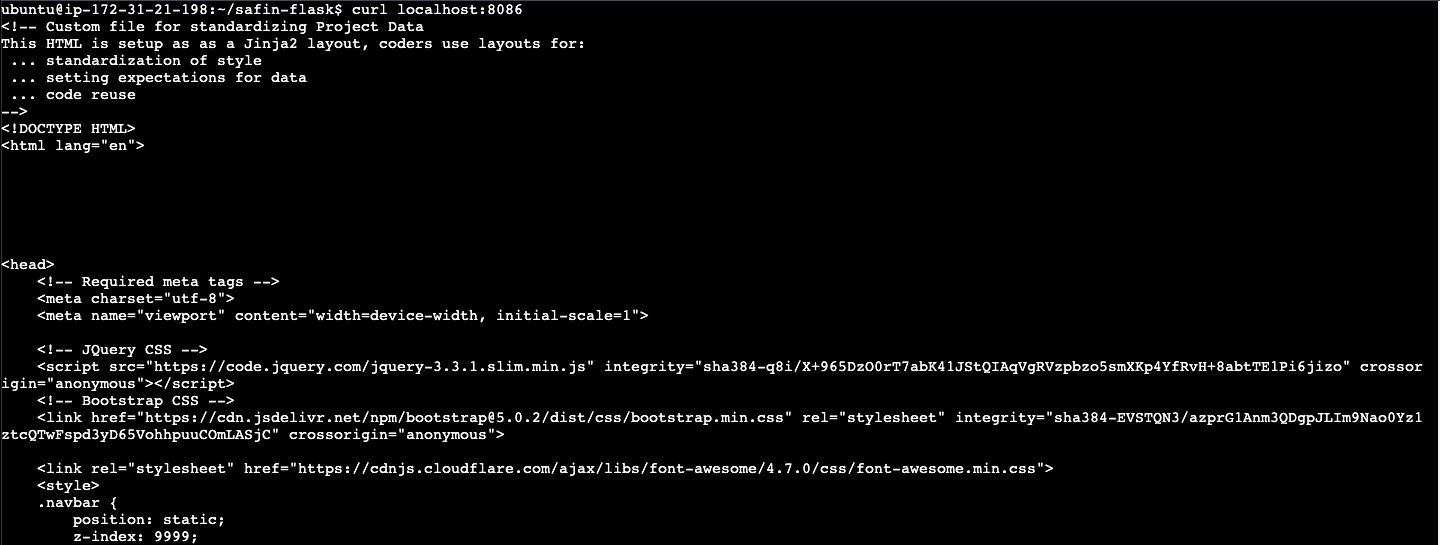 ubuntu@ip-172-31-21-198:~/safin-flask$ curl localhost:8086
<!-- Custom file for standardizing Project Data
This HTML is setup as as a Jinja2 layout, coders use layouts for:
 ... standardization of style
 ... setting expectations for data
 ... code reuse
-->
<!DOCTYPE HTML>
<html lang="en">
<head>
    <!-- Required meta tags -->
    <meta charset="utf-8">
    <meta name="viewport" content="width=device-width, initial-scale=1">
    <!-- JQuery CSS -->
    <script src="https://code.jquery.com/jquery-3.3.1.slim.min.js" integrity="sha384-q8i/X+965DzO0rT7abK41JStQIAqVgRVzpbzo5smXKp4YfRvH+8abtTE1Pi6jizo" crossor
igin="anonymous"></script>
    <!-- Bootstrap CSS -->
    <link href="https://cdn.jsdelivr.net/npm/bootstrap@5.0.2/dist/css/bootstrap.min.css" rel="stylesheet" integrity="sha384-EVSTQN3/azprG1Anm3QDgpJLIm9Nao0Yz1
ztcQTwFspd3yD65VohhpuuCOmLASjC" crossorigin="anonymous">
    <link rel="stylesheet" href="https://cdnjs.cloudflare.com/ajax/libs/font-awesome/4.7.0/css/font-awesome.min.css">
    <style>
    .navbar {
        position: static;
        z-index: 9999;